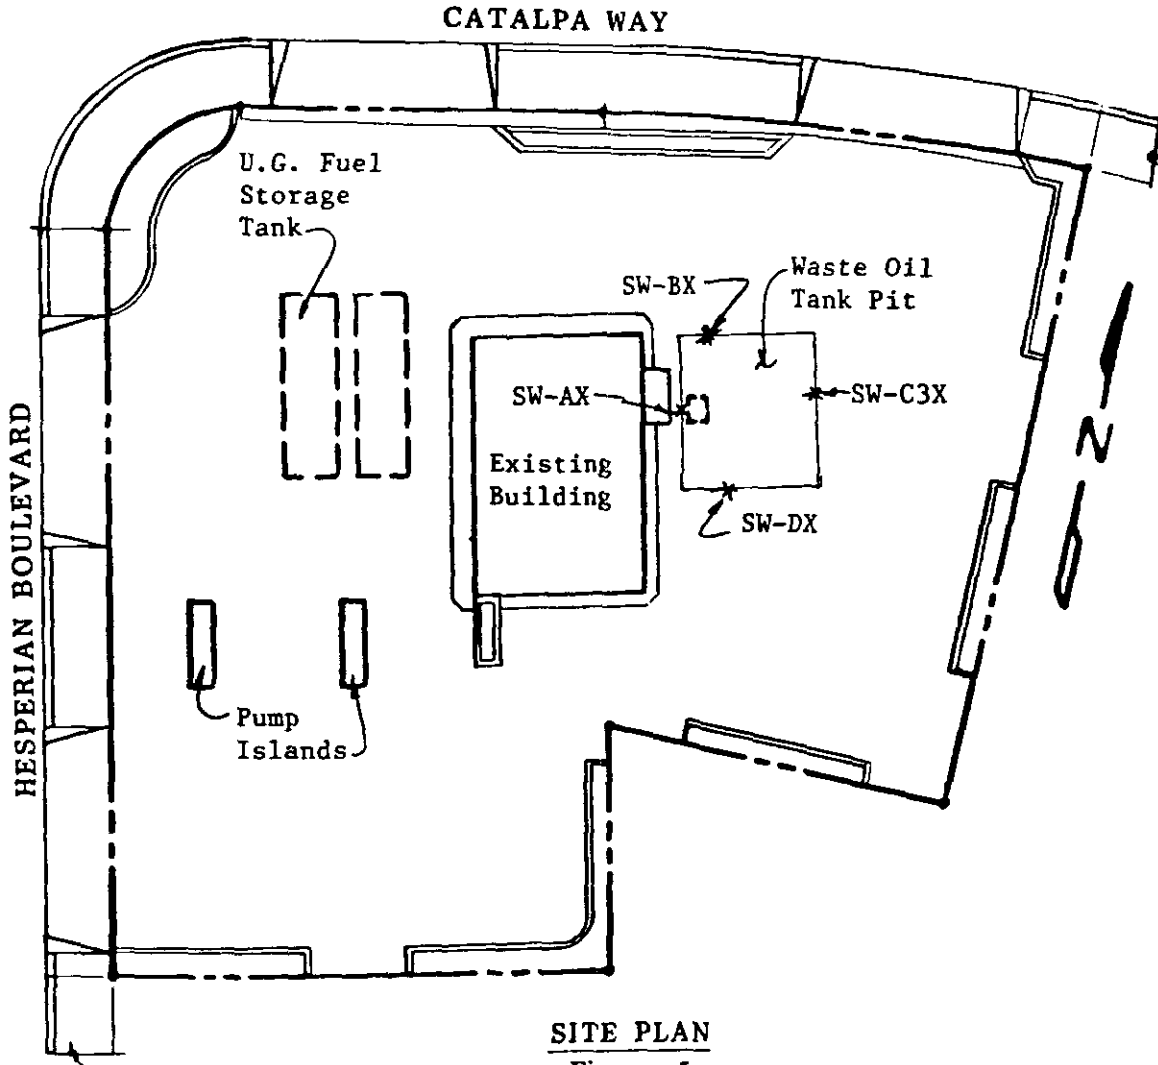 CATALPA WAY
U.G. Fuel
Storage
Tank
SW-BX
Waste Oil
Tank Pit
SW-AX
SW-C3X
Existing
Building
SW-DX
N
HESPERIAN BOULEVARD
Pump
Islands
SITE PLAN